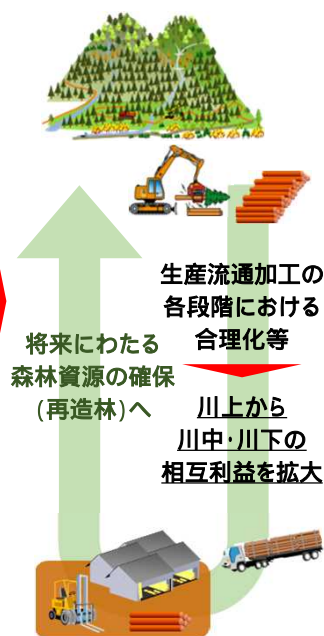 生産流通加工の
各段階における
合理化等
川上から
川中・川下の
相互利益を拡大
将来にわたる
森林資源の確保
(再造林)へ